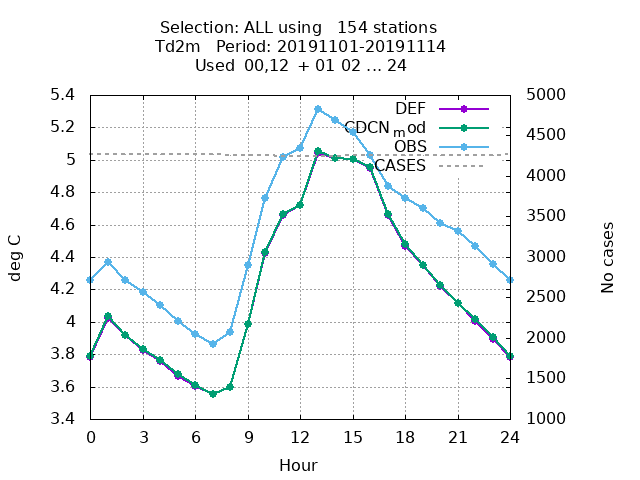 Selection: ALL using   154 stations
Td2m   Period: 20191101-20191114
Used  00,12  + 01 02 ... 24
5.4
5.2
5
4.8
4.6
4.4
4.2
4
3.8
3.6
3.4
deg C
DEF
CDCN_mod
OBS
CASES
5000
4500
4000
3500
3000
2500
2000
1500
1000
No cases
0 3 6 9 12 15 18 21 24
Hour